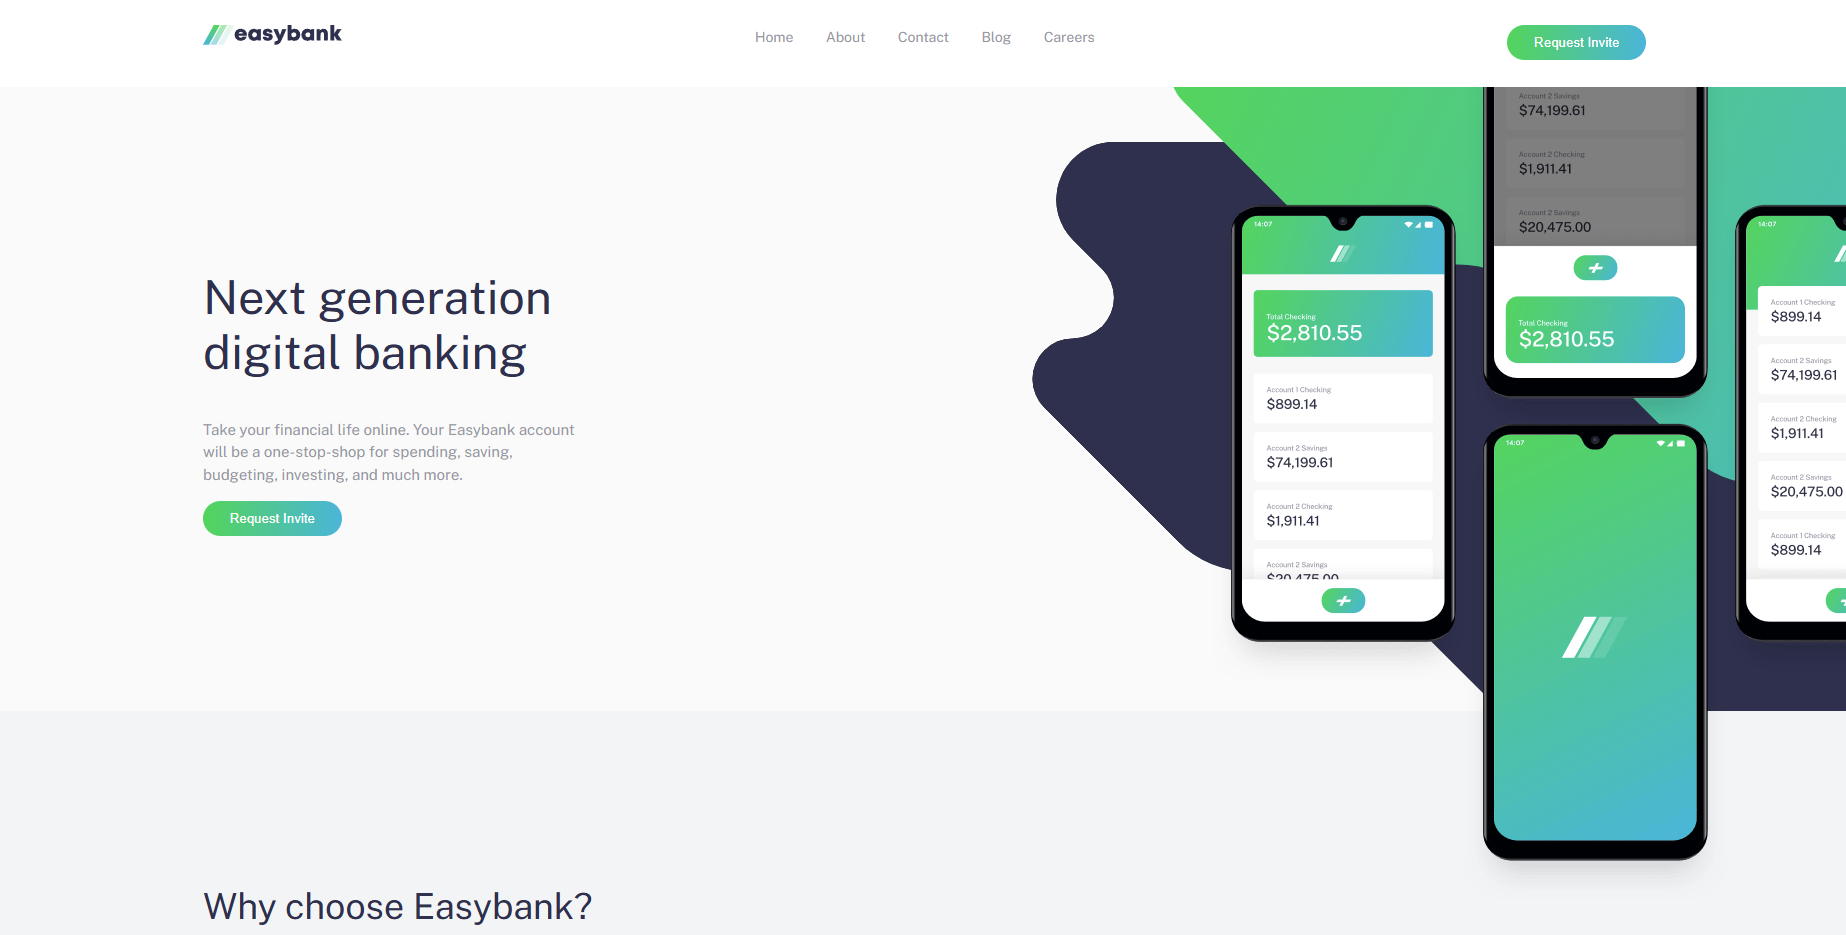 easybank
Home
About
Contact
Blog
Careers
Request Invite
Next generation
digital banking
Take your financial life online. Your Easybank account
will be a one-stop-shop for spending, saving,
budgeting, investing, and much more.
Request Invite
14:07
Total Checking
$2,810.55
Account 1 Checking
$899.14
Account 2 Savings
$74,199.61
Account 2 Checking
$1,911.41
Account 2 Savings
$20,475.00
Account 2 Savings
$74,199.61
Account 2 Checking
$1,911.41
Account 2 Savings
$20,475.00
Total Checking
$2,810.55
14:07
14:07
Account 1 Checking
$899.14
Account 2 Savings
$74,199.61
Account 2 Checking
$1,911.41
Account 2 Savings
$20,475.00
Account 1 Checking
$899.14
Why choose Easybank?